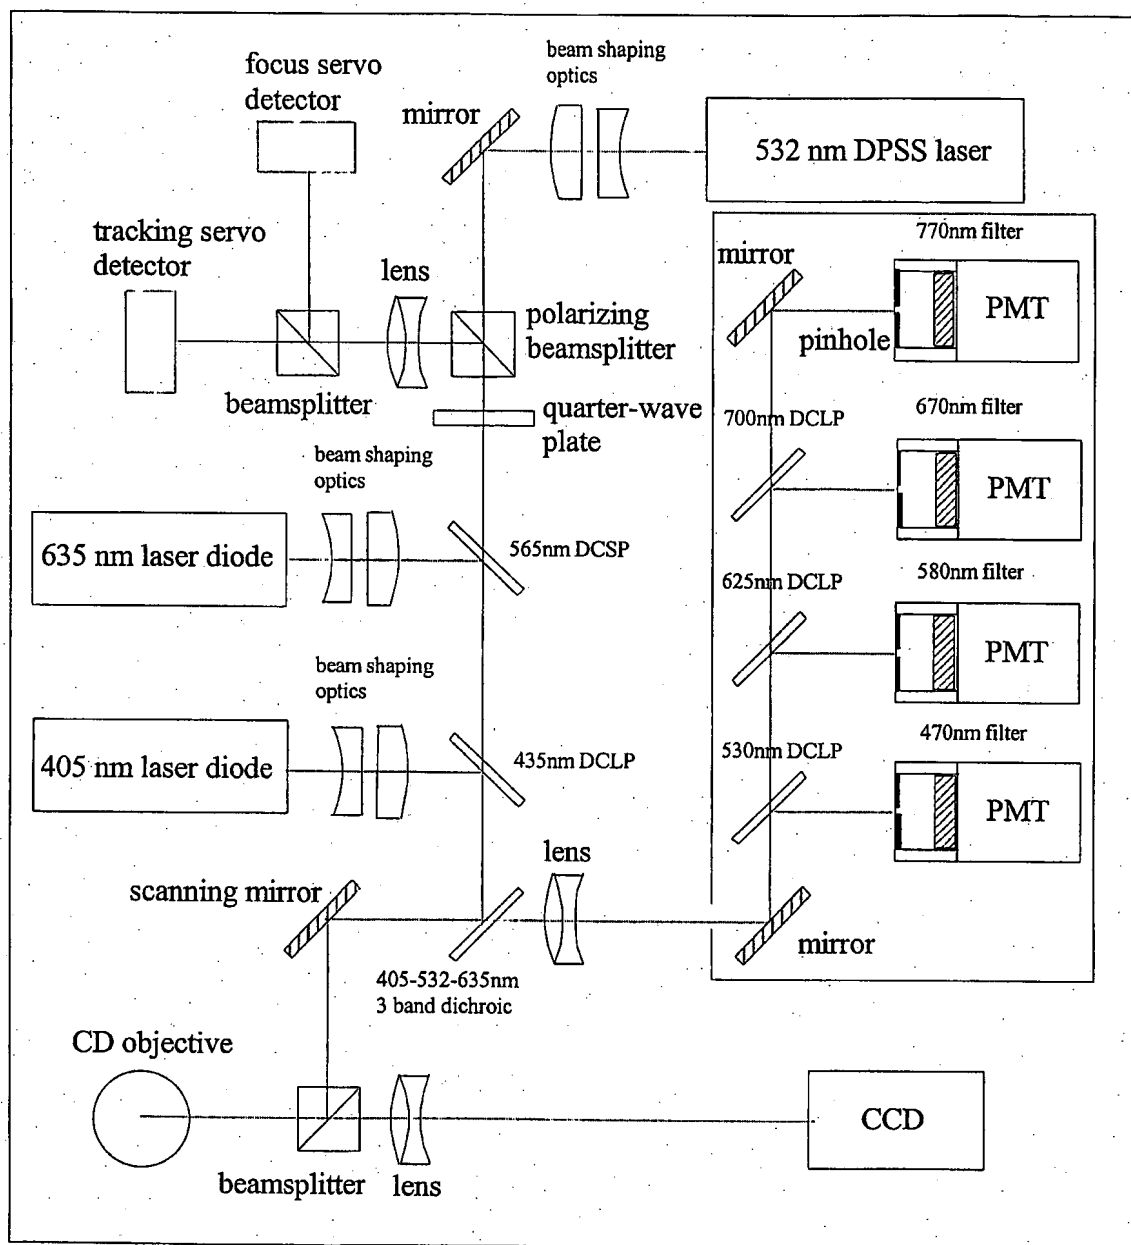 focus servo
detector
beam shaping
optics
mirror
532 nm DPSS laser
tracking servo
detector
lens
polarizing
beamsplitter
beamsplitter
quarter-wave
plate
770nm filter
mirror
PMT
pinhole
670nm filter
700nm DCLP
PMT
beam shaping
optics
635 nm laser diode
565nm DCSP
580nm filter
625nm DCLP
PMT
beam shaping
optics
405 nm laser diode
435nm DCLP
470nm filter
530nm DCLP
PMT
lens
scanning mirror
mirror
405-532-635nm
3 band dichroic
CD objective
CCD
beamsplitter
lens